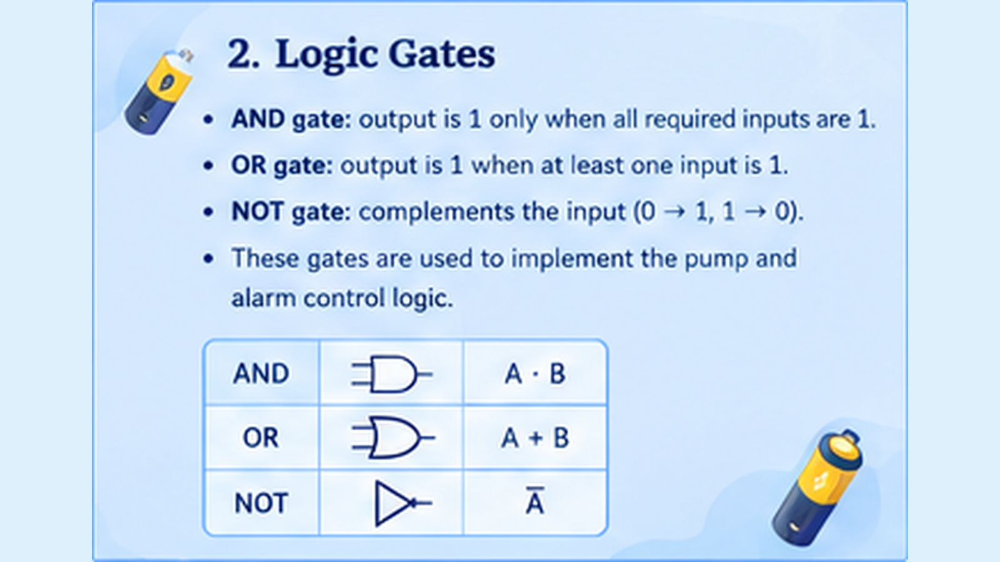 2. Logic Gates
• AND gate: output is 1 only when all required inputs are 1.
• OR gate: output is 1 when at least one input is 1.
• NOT gate: complements the input (0 → 1, 1 → 0).
• These gates are used to implement the pump and
alarm control logic.
AND A · B
OR A + B
NOT A̅